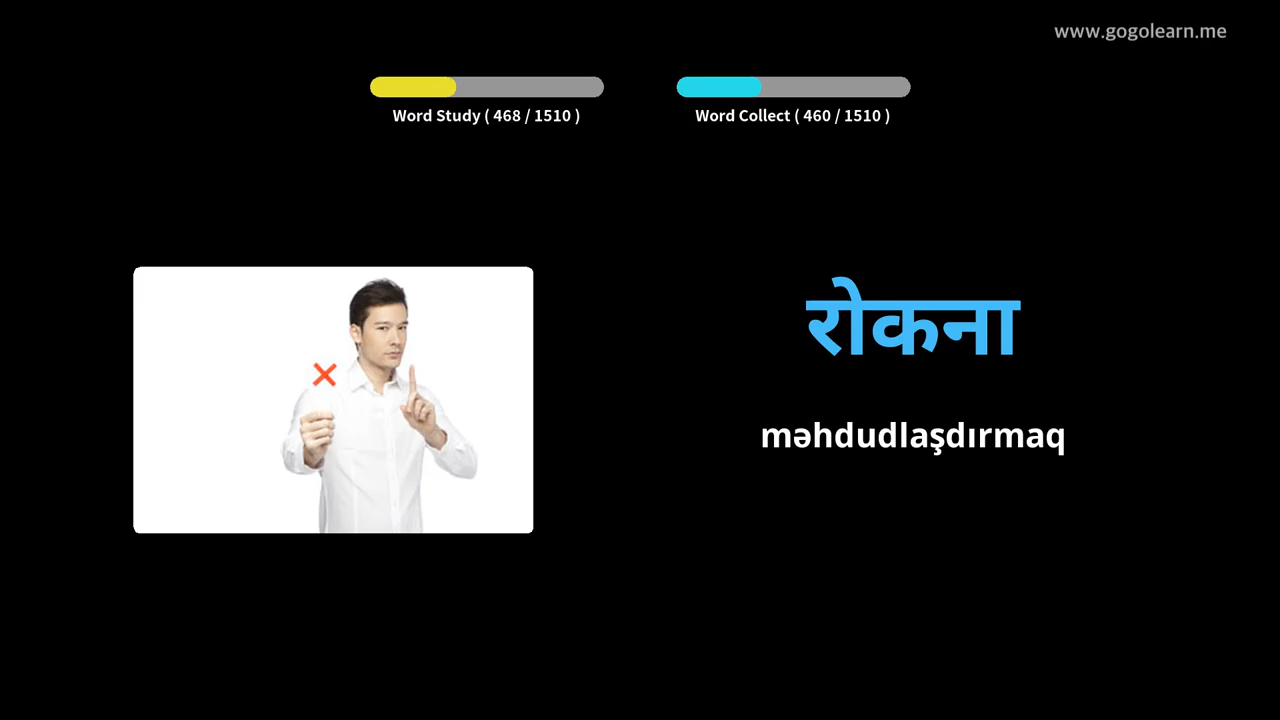 www.gogolearn.me
Word Study ( 468 / 1510 )
Word Collect ( 460 / 1510 )
रोकना
məhdudlaşdırmaq